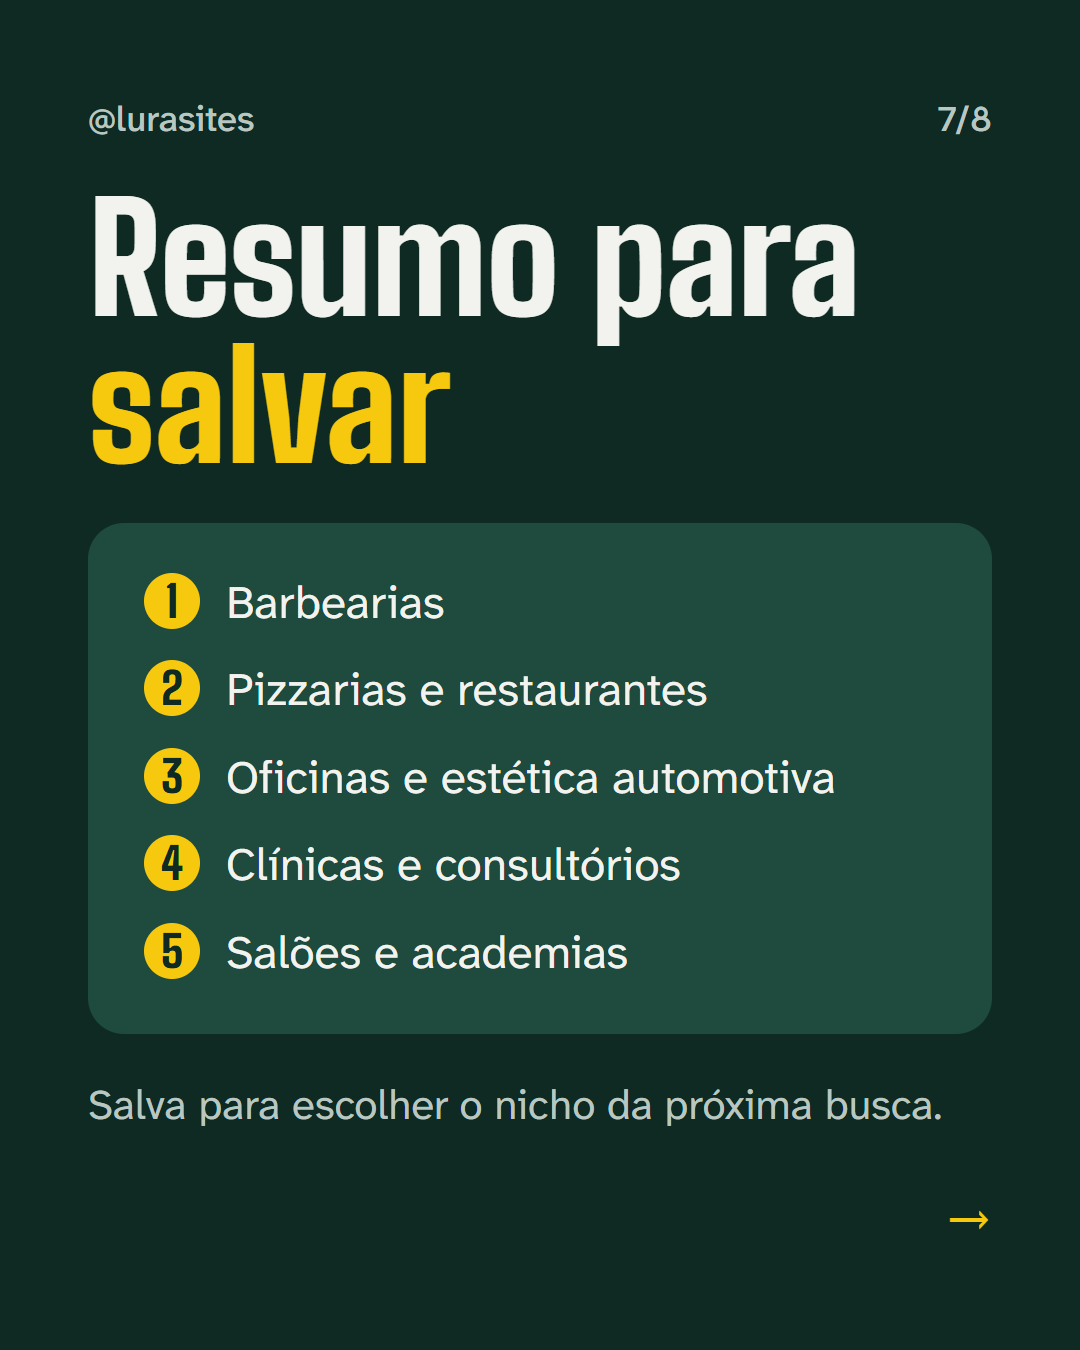 @lurasites
7/8
Resumo para
salvar
1 Barbearias
2 Pizzarias e restaurantes
3 Oficinas e estética automotiva
4 Clínicas e consultórios
5 Salões e academias
Salva para escolher o nicho da próxima busca.
→